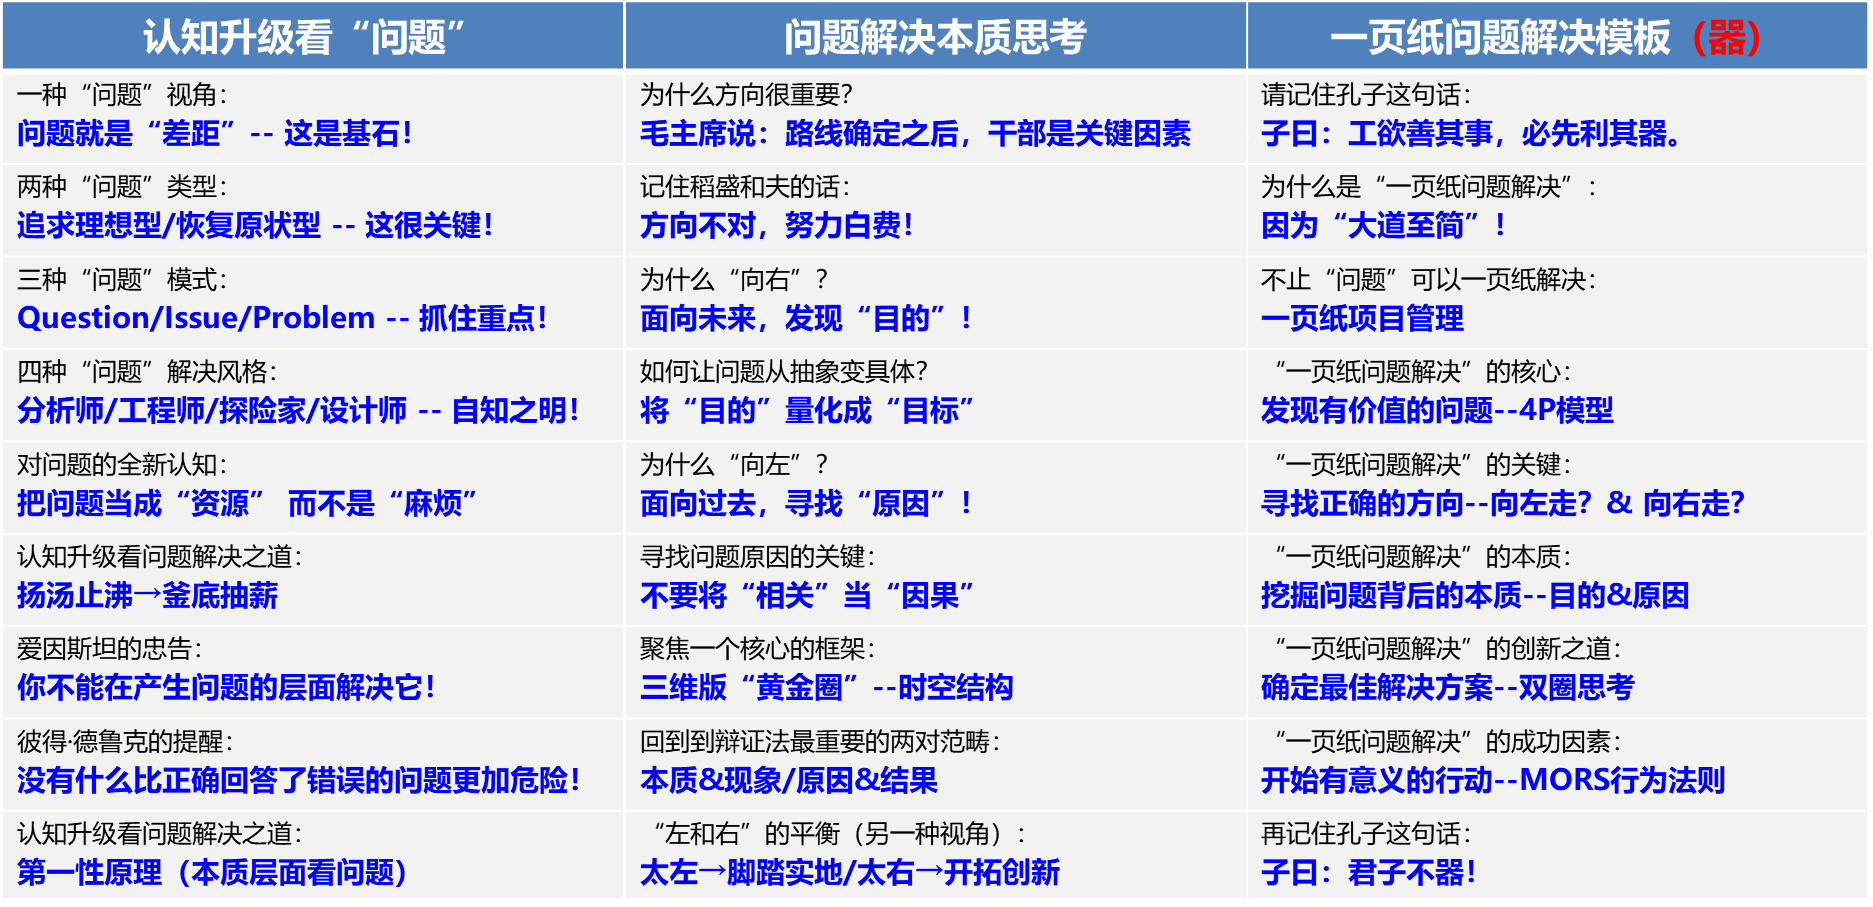 认知升级看“问题”
问题解决本质思考
一页纸问题解决模板（器）
一种“问题”视角：
问题就是“差距”-- 这是基石！
为什么方向很重要？
毛主席说：路线确定之后，干部是关键因素
请记住孔子这句话：
子曰：工欲善其事，必先利其器。
两种“问题”类型：
追求理想型/恢复原状型 -- 这很关键！
记住稻盛和夫的话：
方向不对，努力白费！
为什么是“一页纸问题解决”：
因为“大道至简”！
三种“问题”模式：
Question/Issue/Problem -- 抓住重点！
为什么“向右”？
面向未来，发现“目的”！
不止“问题”可以一页纸解决：
一页纸项目管理
四种“问题”解决风格：
分析师/工程师/探险家/设计师 -- 自知之明！
如何让问题从抽象变具体？
将“目的”量化成“目标”
“一页纸问题解决”的核心：
发现有价值的问题--4P模型
对问题的全新认知：
把问题当成“资源” 而不是“麻烦”
为什么“向左”？
面向过去，寻找“原因”！
“一页纸问题解决”的关键：
寻找正确的方向--向左走？& 向右走？
认知升级看问题解决之道：
扬汤止沸→釜底抽薪
寻找问题原因的关键：
不要将“相关”当“因果”
“一页纸问题解决”的本质：
挖掘问题背后的本质--目的&原因
爱因斯坦的忠告：
你不能在产生问题的层面解决它！
聚焦一个核心的框架：
三维版“黄金圈”--时空结构
“一页纸问题解决”的创新之道：
确定最佳解决方案--双圈思考
彼得·德鲁克的提醒：
没有什么比正确回答了错误的问题更加危险！
回到到辩证法最重要的两对范畴：
本质&现象/原因&结果
“一页纸问题解决”的成功因素：
开始有意义的行动--MORS行为法则
认知升级看问题解决之道：
第一性原理（本质层面看问题）
“左和右”的平衡（另一种视角）：
太左→脚踏实地/太右→开拓创新
再记住孔子这句话：
子曰：君子不器！